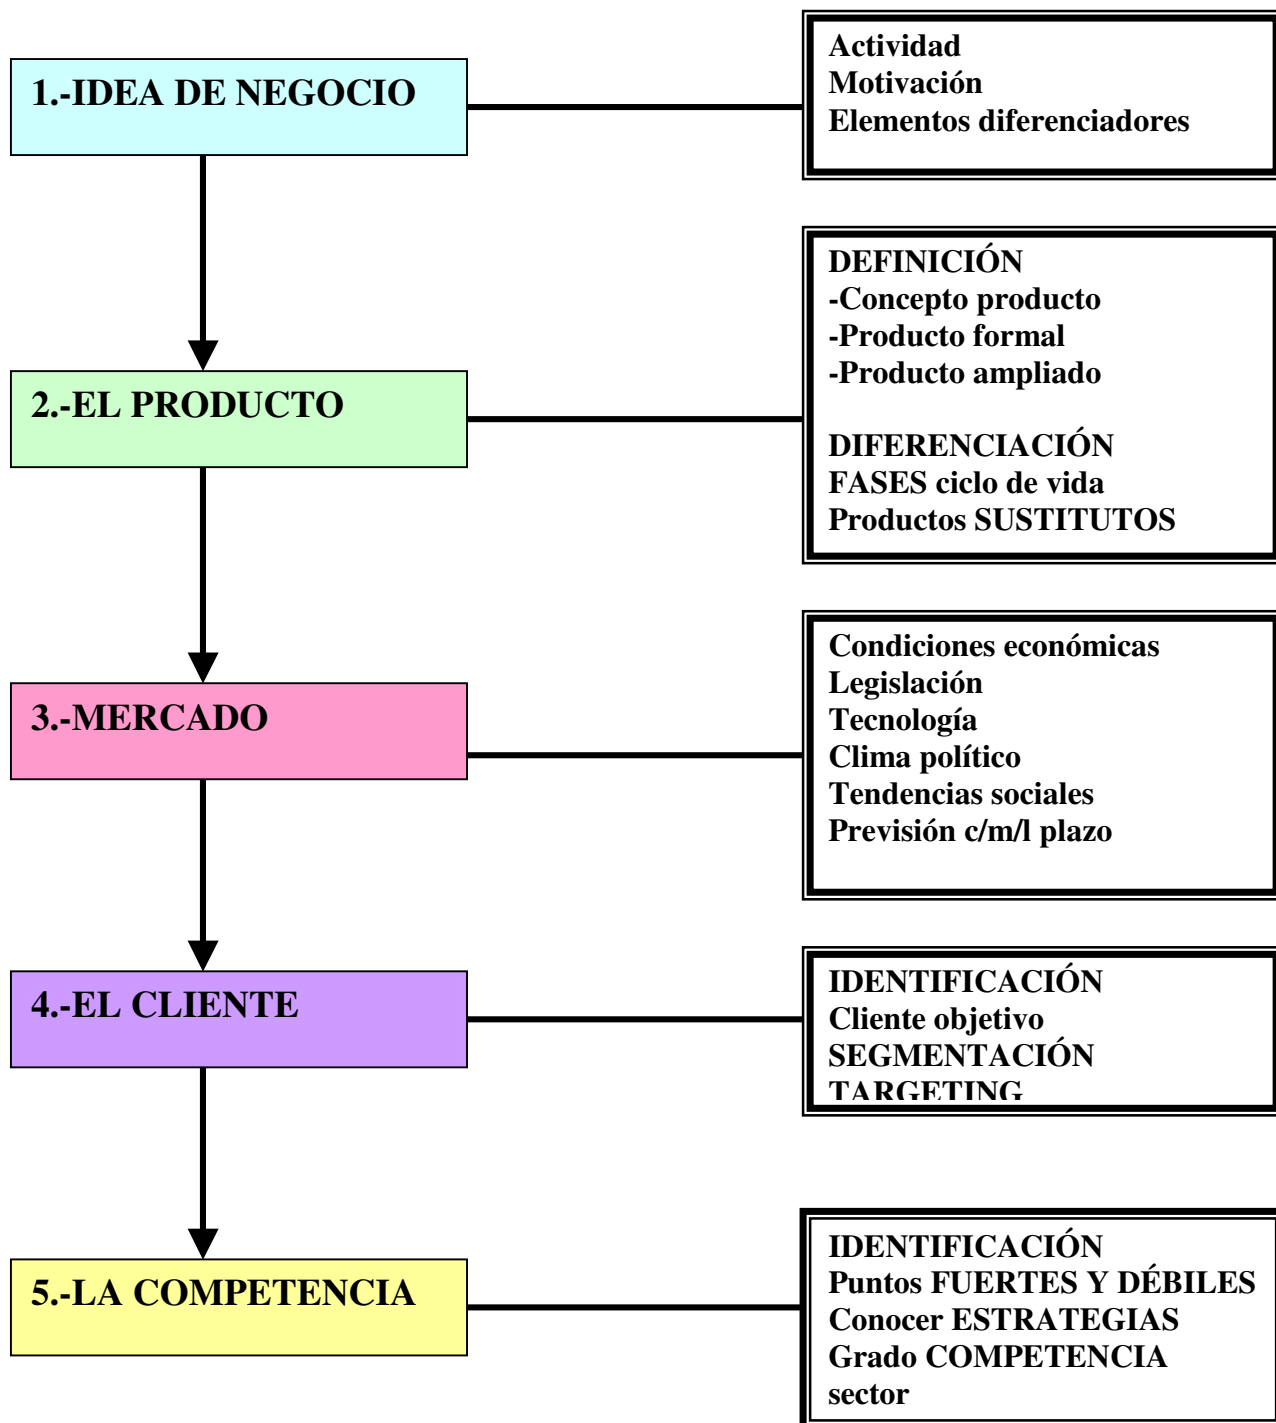 1.-IDEA DE NEGOCIO
Actividad
Motivación
Elementos diferenciadores
2.-EL PRODUCTO
DEFINICIÓN
-Concepto producto
-Producto formal
-Producto ampliado
DIFERENCIACIÓN
FASES ciclo de vida
Productos SUSTITUTOS
3.-MERCADO
Condiciones económicas
Legislación
Tecnología
Clima político
Tendencias sociales
Previsión c/m/l plazo
4.-EL CLIENTE
IDENTIFICACIÓN
Cliente objetivo
SEGMENTACIÓN
TARGETING
5.-LA COMPETENCIA
IDENTIFICACIÓN
Puntos FUERTES Y DÉBILES
Conocer ESTRATEGIAS
Grado COMPETENCIA
sector